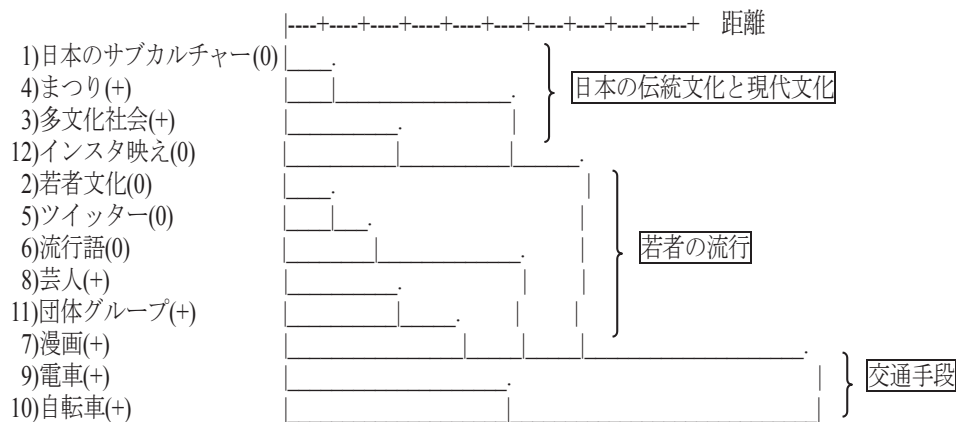 |----+----+----+----+----+----+----+----+----+ 距離
1)日本のサブカルチャー(0)
4)まつり(+)
日本の伝統文化と現代文化
3)多文化社会(+)
12)インスタ映え(0)
2)若者文化(0)
5)ツイッター(0)
6)流行語(0)
若者の流行
8)芸人(+)
11)団体グループ(+)
7)漫画(+)
9)電車(+)
交通手段
10)自転車(+)